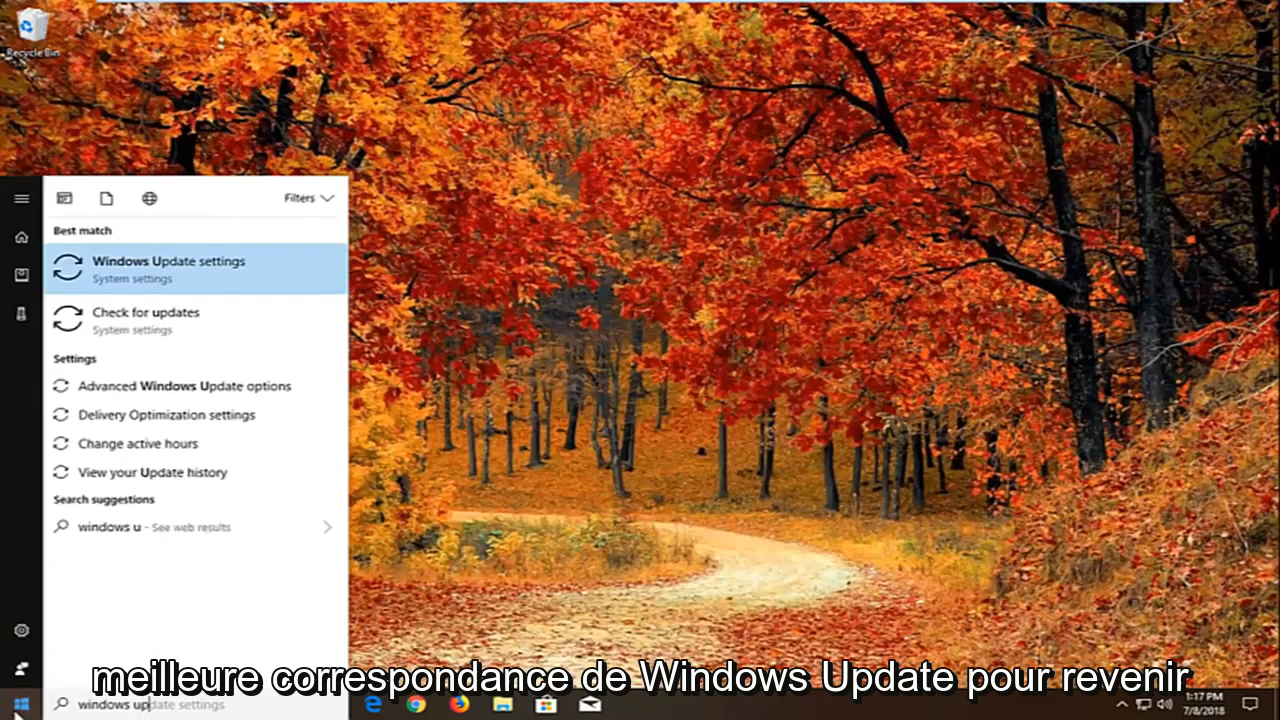 Recycle Bin
Filters
Best match
Windows Update settings
System settings
Check for updates
System settings
Settings
Advanced Windows Update options
Delivery Optimization settings
Change active hours
View your Update history
Search suggestions
windows u - See web results
meilleure correspondance de Windows Update pour revenir
windows update settings
1:17 PM
7/8/2018